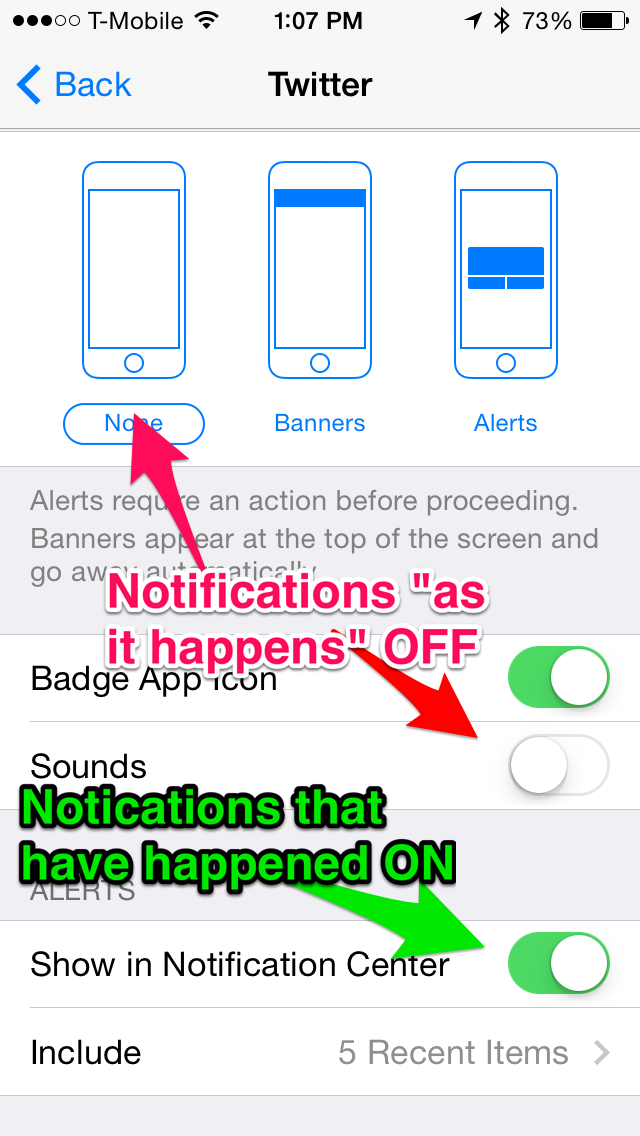 T-Mobile 1:07 PM 73%
Back Twitter
None Banners Alerts
Alerts require an action before proceeding.
Banners appear at the top of the screen and
go away automatically.
Notifications "as
it happens" OFF
Badge App Icon
Sounds
Notications that
have happened ON
ALERTS
Show in Notification Center
Include 5 Recent Items